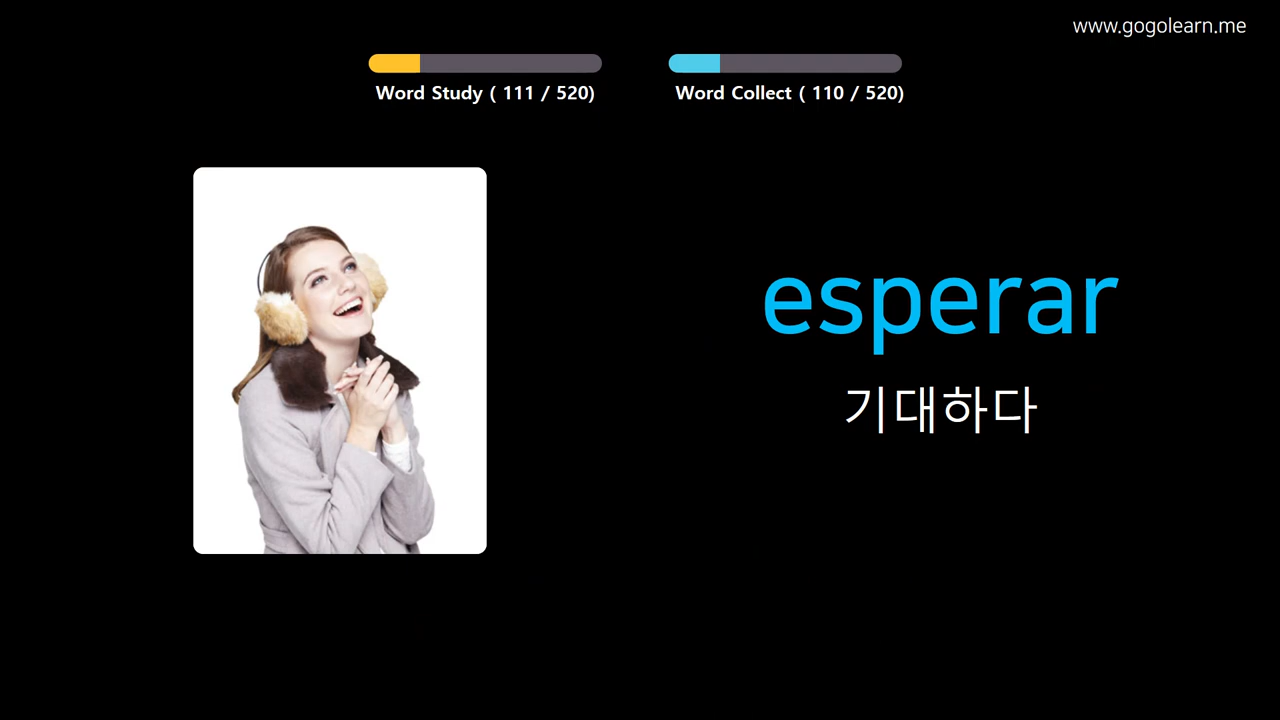 www.gogolearn.me
Word Study ( 111 / 520)
Word Collect ( 110 / 520)
esperar
기대하다